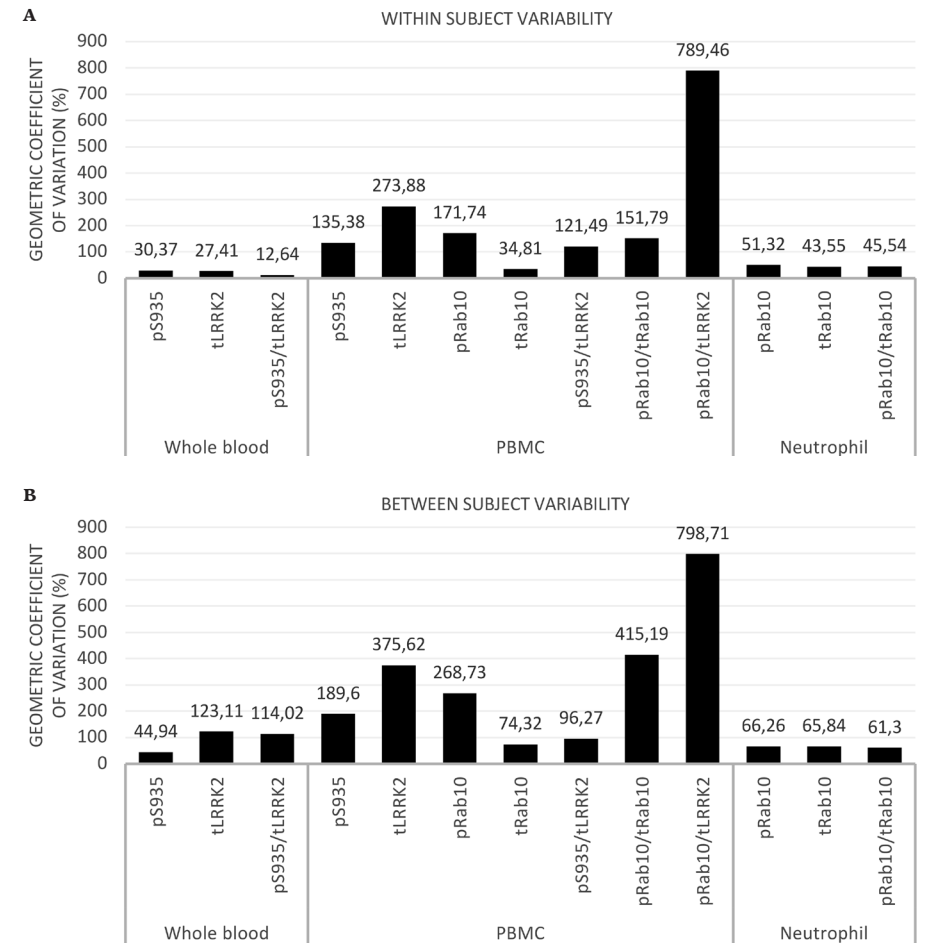 A
WITHIN SUBJECT VARIABILITY
GEOMETRIC COEFFICIENT
OF VARIATION (%)
900
800
700
600
500
400
300
200
100
0
30,37
27,41
12,64
135,38
273,88
171,74
34,81
121,49
151,79
789,46
51,32
43,55
45,54
pS935
tLRRK2
pS935/tLRRK2
pS935
tLRRK2
pRab10
tRab10
pS935/tLRRK2
pRab10/tRab10
pRab10/tLRRK2
pRab10
tRab10
pRab10/tRab10
Whole blood
PBMC
Neutrophil
B
BETWEEN SUBJECT VARIABILITY
GEOMETRIC COEFFICIENT
OF VARIATION (%)
900
800
700
600
500
400
300
200
100
0
44,94
123,11
114,02
189,6
375,62
268,73
74,32
96,27
415,19
798,71
66,26
65,84
61,3
pS935
tLRRK2
pS935/tLRRK2
pS935
tLRRK2
pRab10
tRab10
pS935/tLRRK2
pRab10/tRab10
pRab10/tLRRK2
pRab10
tRab10
pRab10/tRab10
Whole blood
PBMC
Neutrophil